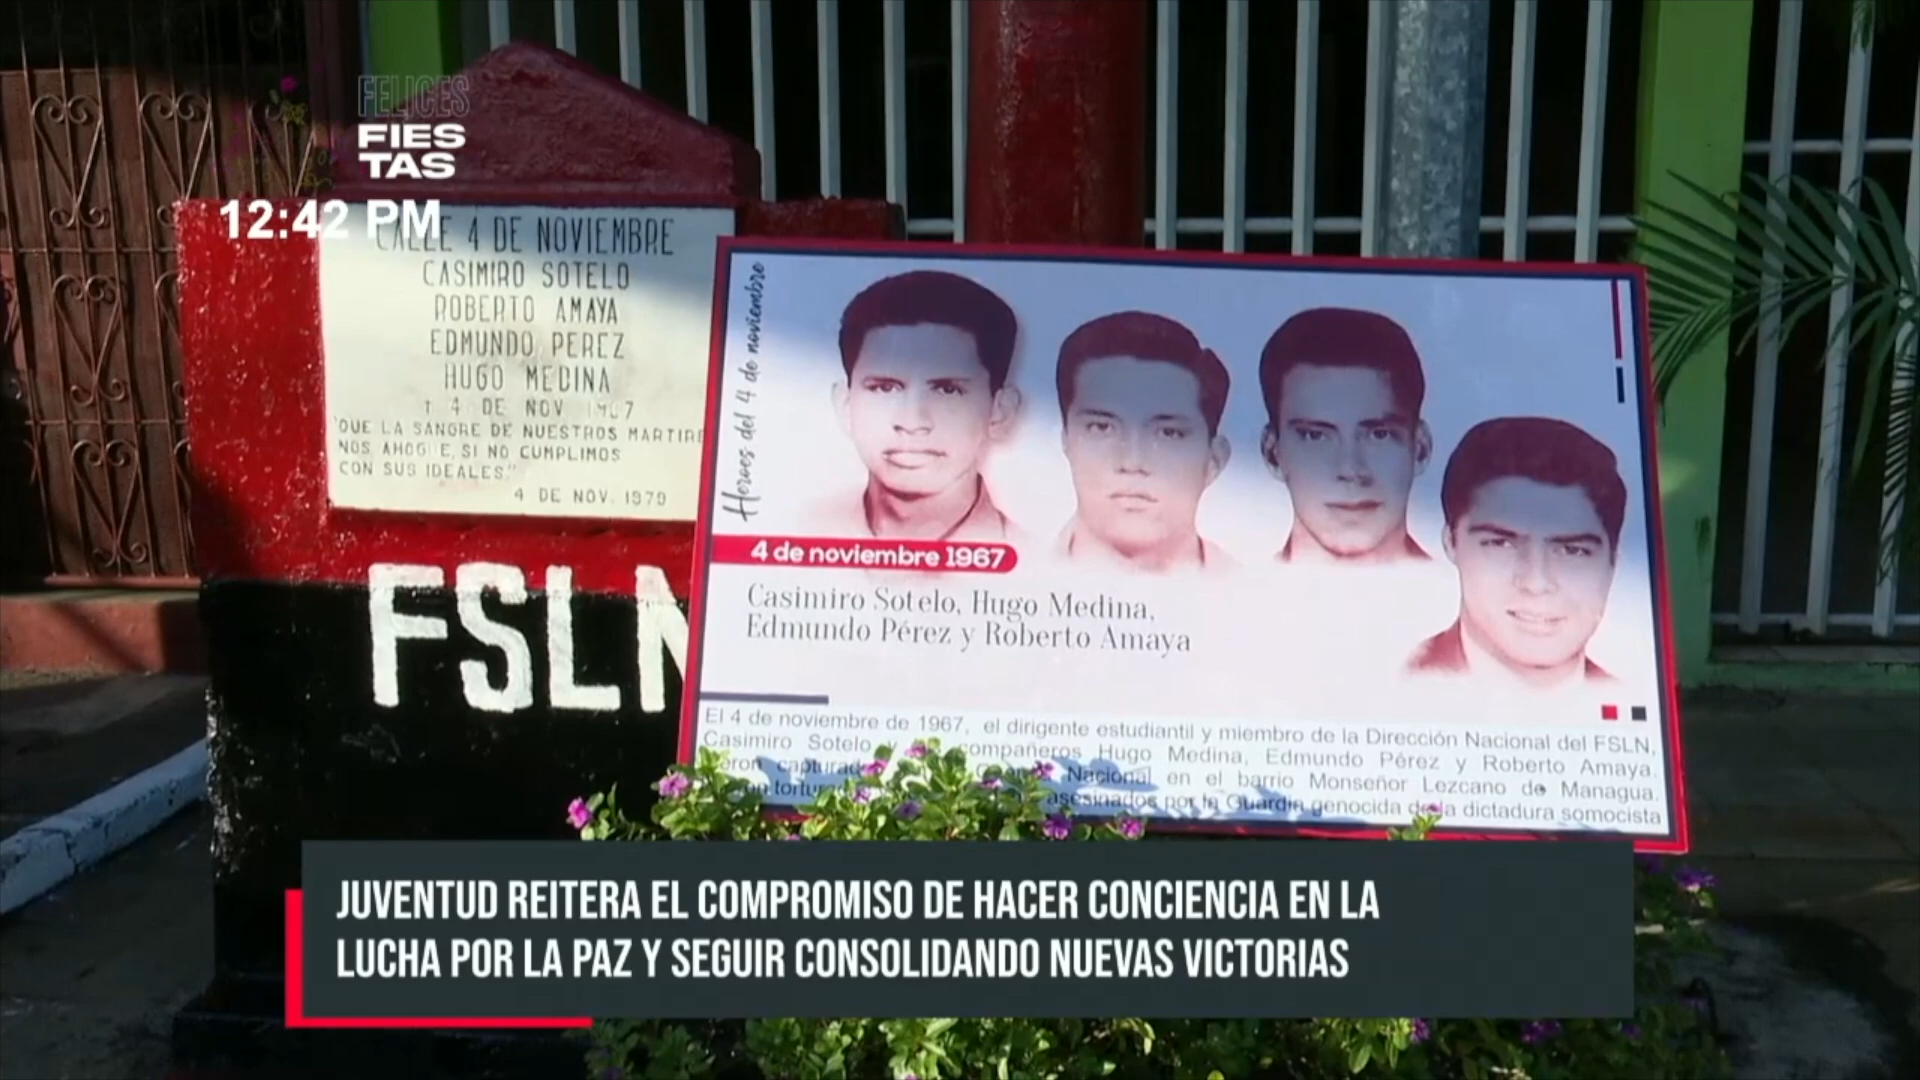 FELICES
FIES
TAS
12:42 PM
CALLE 4 DE NOVIEMBRE
CASIMIRO SOTELO
ROBERTO AMAYA
EDMUNDO PEREZ
HUGO MEDINA
† 4 DE NOV 1967
"QUE LA SANGRE DE NUESTROS MARTIRE
NOS AHOGUE, SI NO CUMPLIMOS
CON SUS IDEALES."
4 DE NOV. 1979
FSLN
Heroes del 4 de noviembre
4 de noviembre 1967
Casimiro Sotelo, Hugo Medina,
Edmundo Pérez y Roberto Amaya
El 4 de noviembre de 1967, el dirigente estudiantil y miembro de la Dirección Nacional del FSLN,
Casimiro Sotelo y compañeros Hugo Medina, Edmundo Pérez y Roberto Amaya.
Nacional en el barrio Monseñor Lezcano de Managua.
asesinados por la Guardia genocida de la dictadura somocista
JUVENTUD REITERA EL COMPROMISO DE HACER CONCIENCIA EN LA
LUCHA POR LA PAZ Y SEGUIR CONSOLIDANDO NUEVAS VICTORIAS